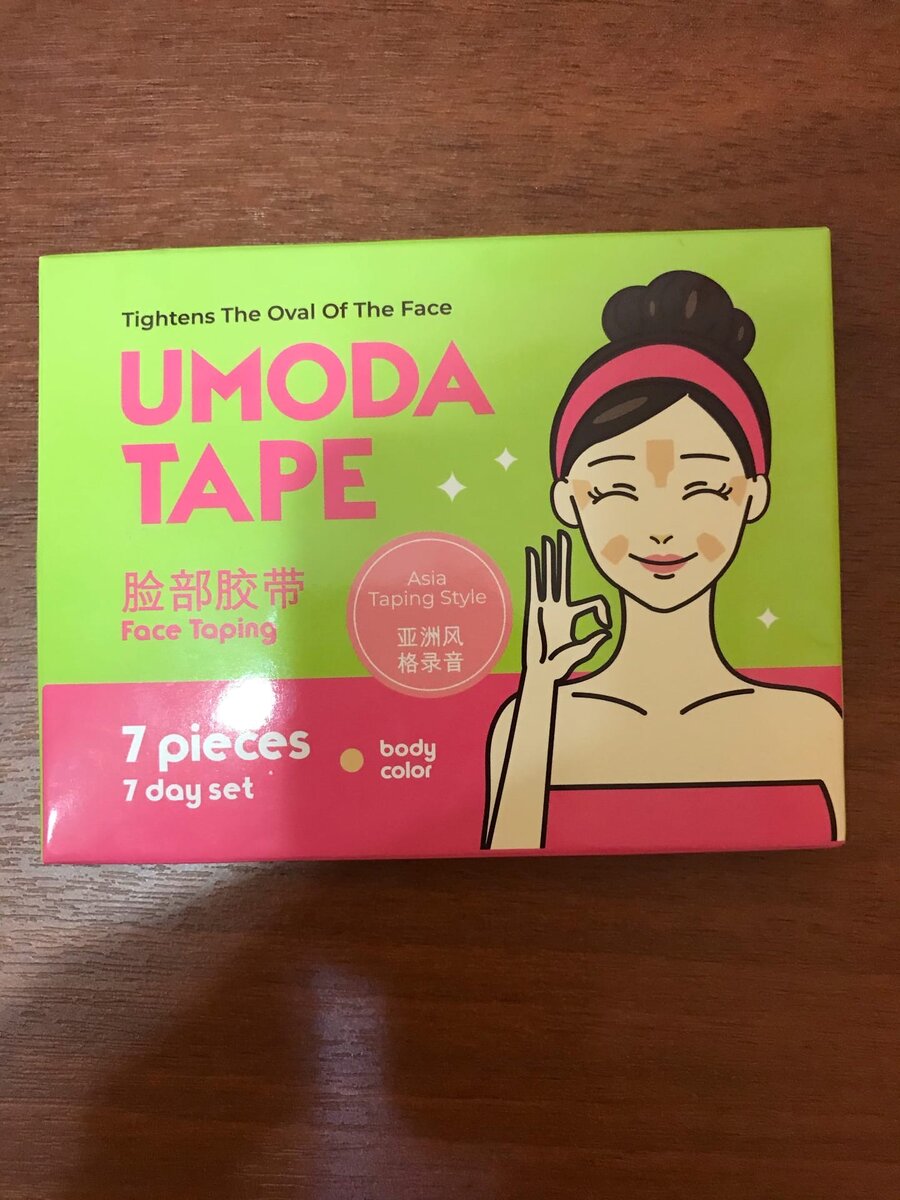 Tightens The Oval Of The Face
UMODA
TAPE
脸部胶带
Face Taping
Asia
Taping Style
亚洲风
格录音
7 pieces
7 day set
body
color